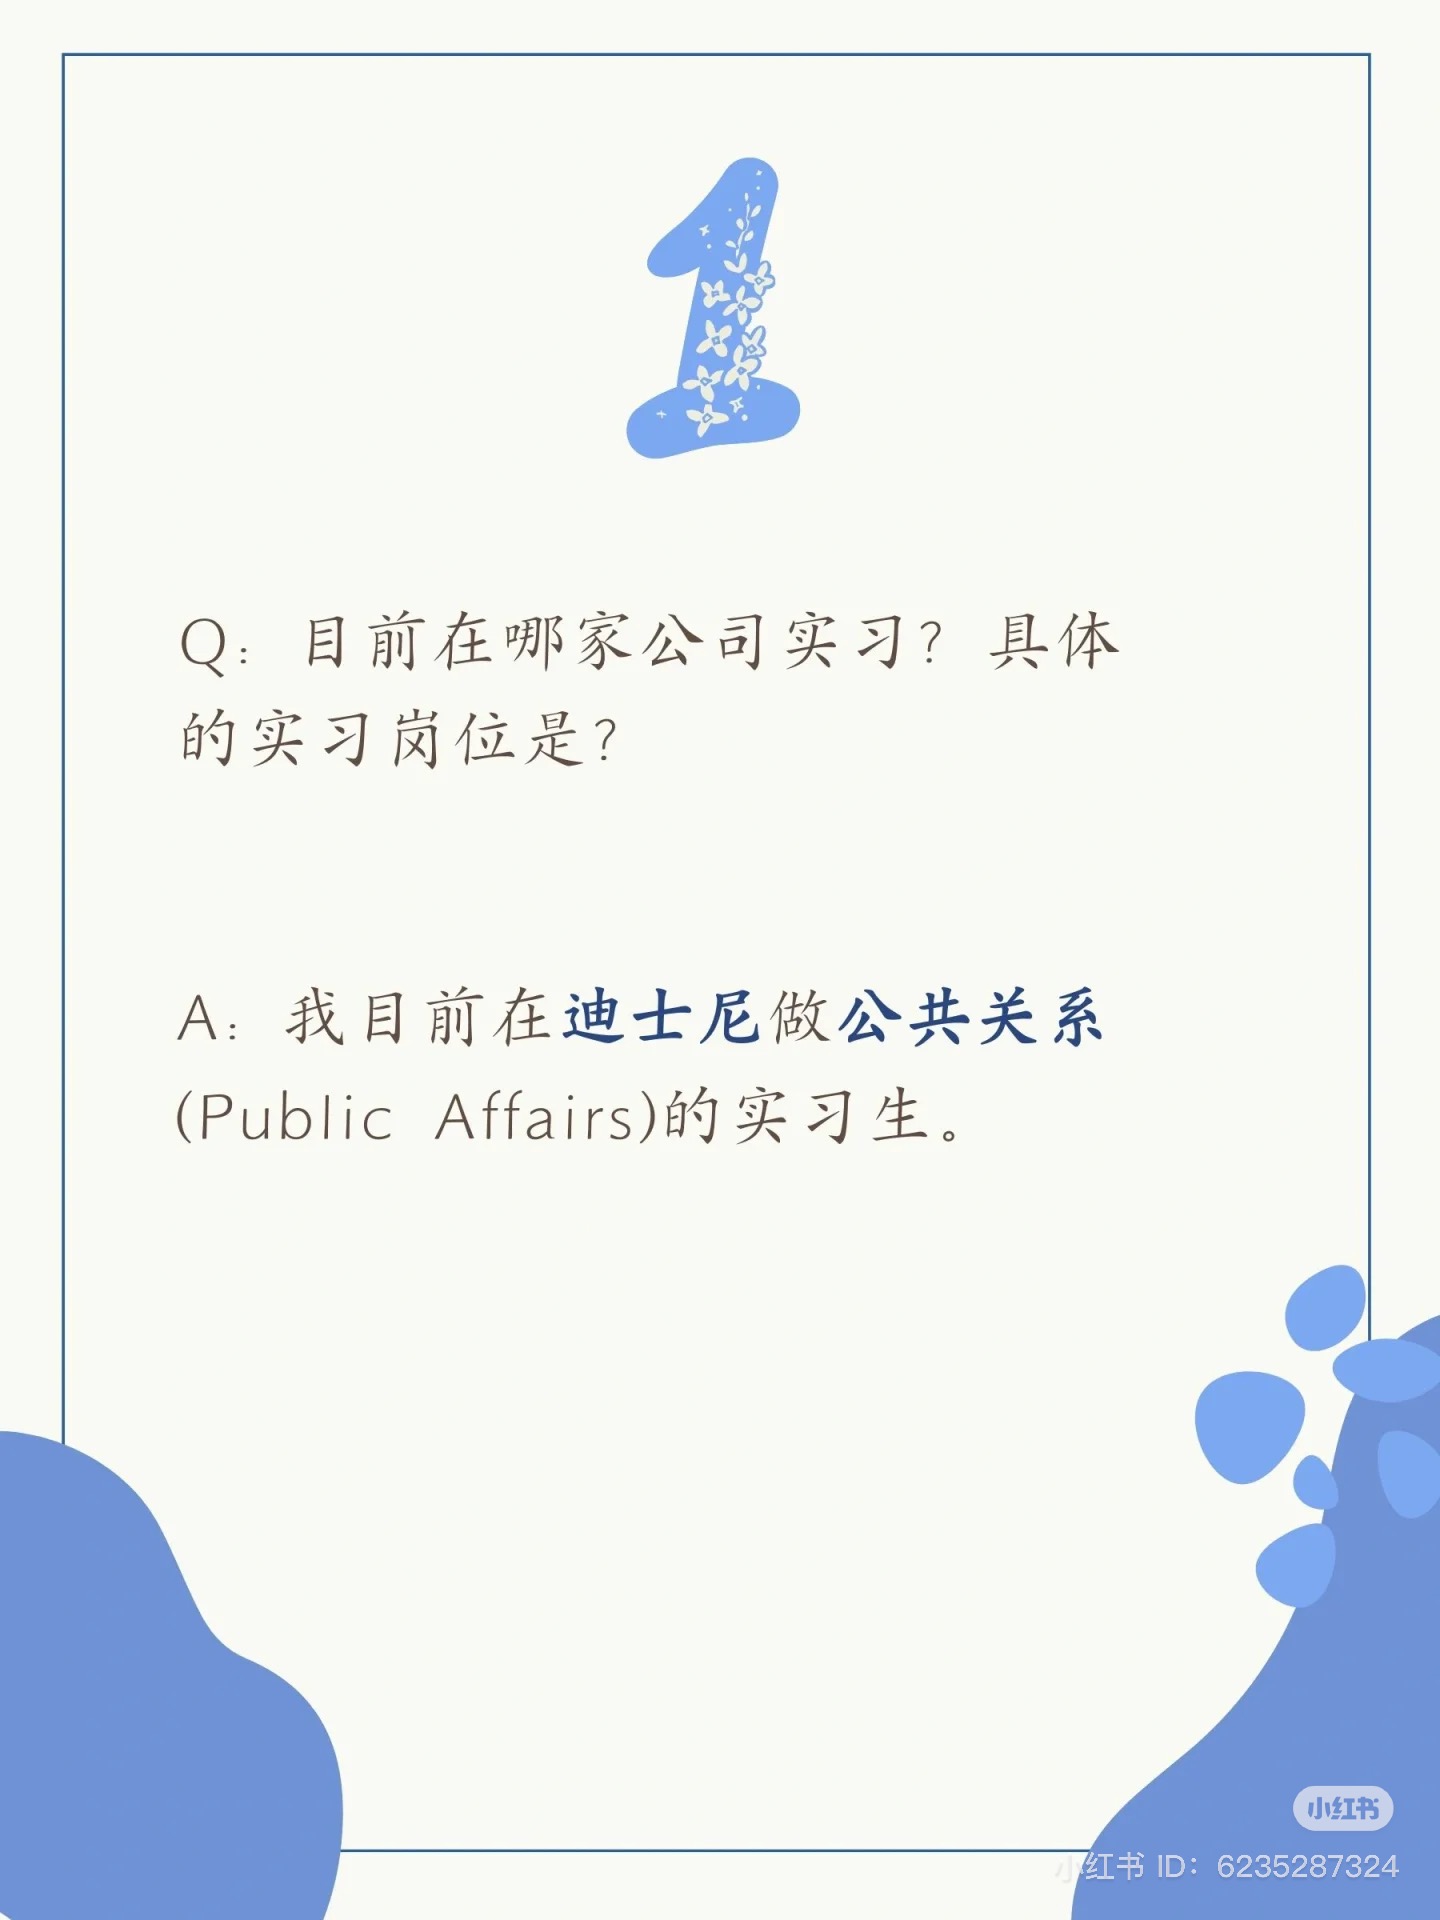 1
Q：目前在哪家公司实习？具体
的实习岗位是？
A：我目前在迪士尼做公共关系
(Public Affairs)的实习生。
小红书
小红书 ID：6235287324